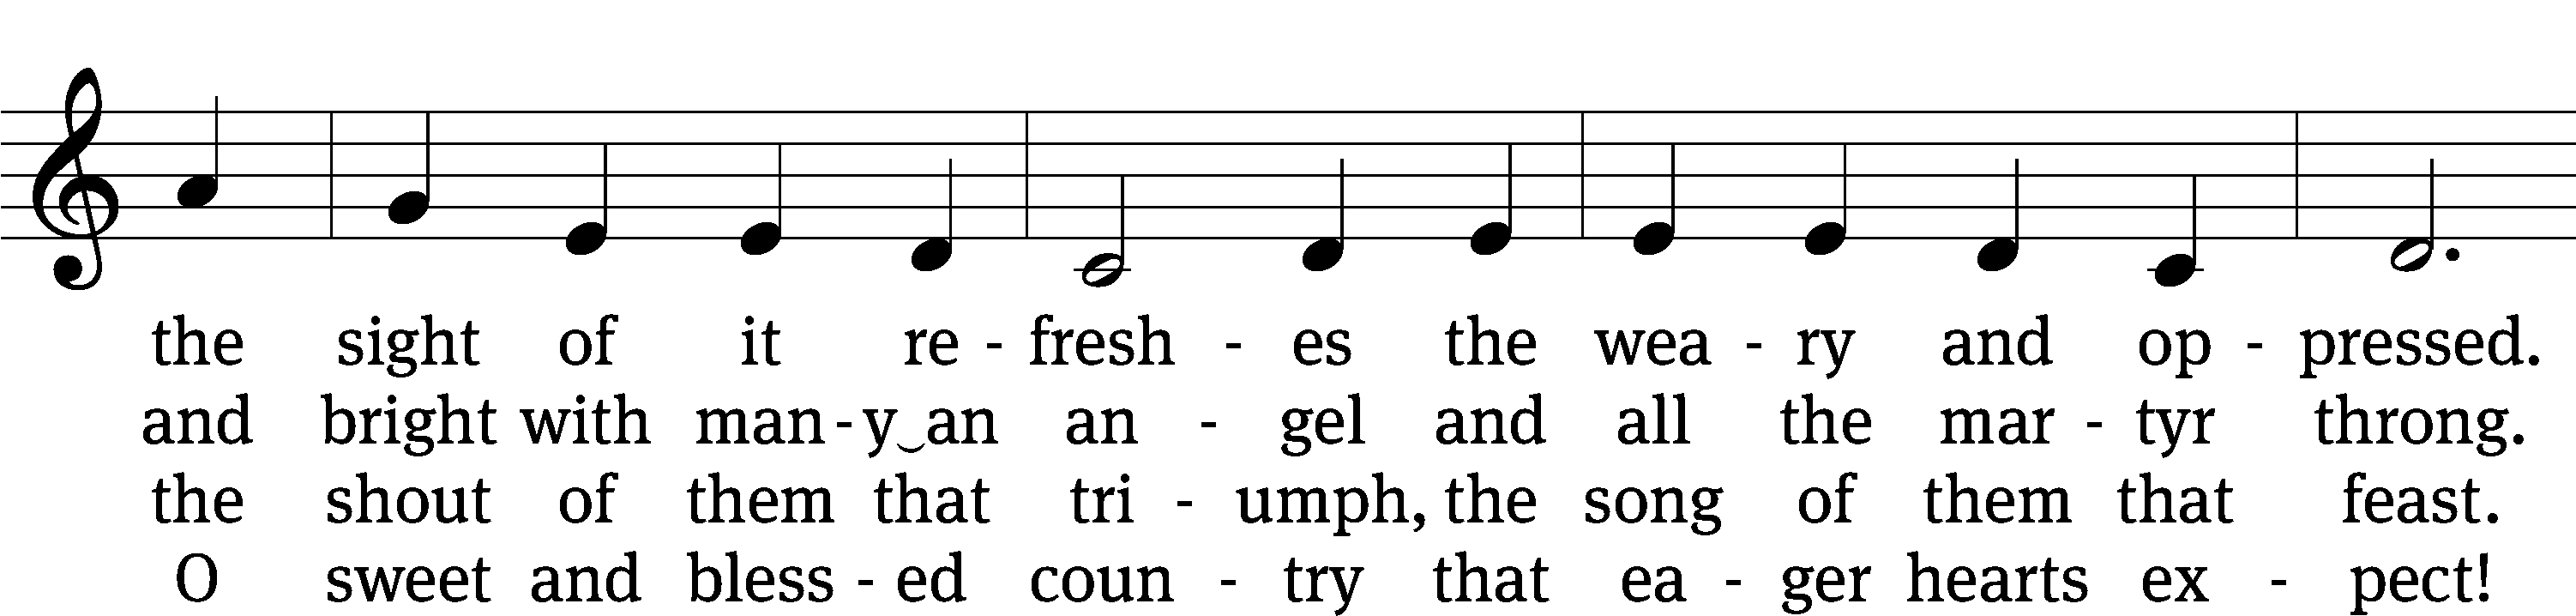 the sight of it re - fresh - es the wea - ry and op - pressed.
and bright with man - y‿an an - gel and all the mar - tyr throng.
the shout of them that tri - umph, the song of them that feast.
O sweet and bless - ed coun - try that ea - ger hearts ex - pect!